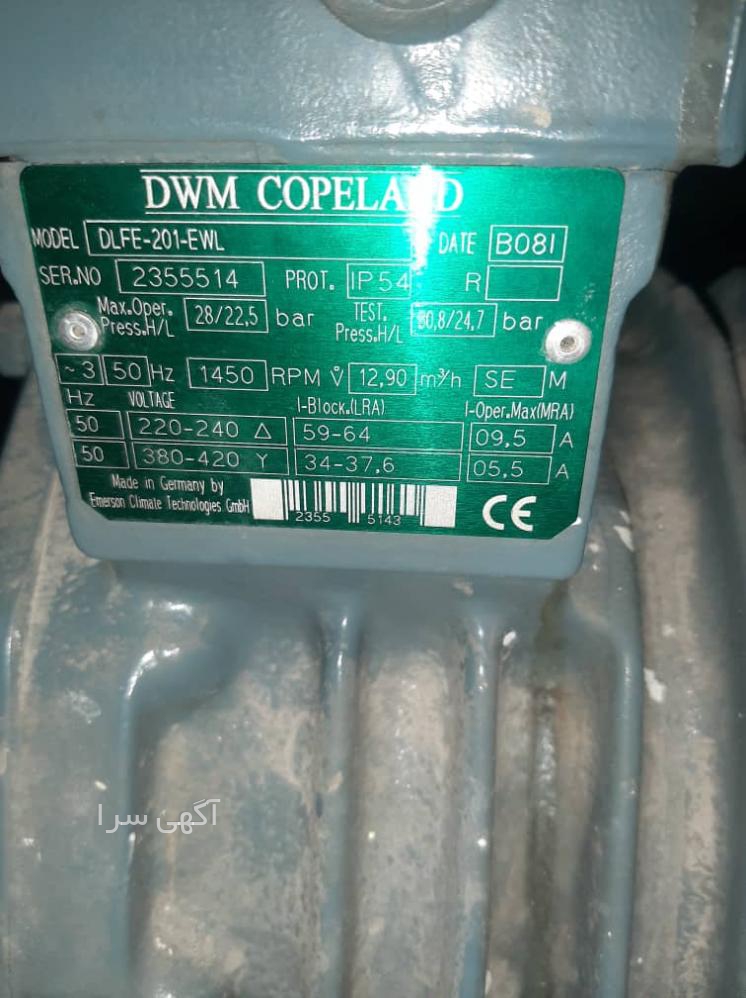 DWM COPELAND
MODEL DLFE-201-EWL DATE B08I
SER.NO 2355514 PROT. IP54 R
Max.Oper. Press.H/L 28/22,5 bar TEST. Press.H/L 30,8/24,7 bar
~3 50 Hz 1450 RPM V̊ 12,90 m³/h SE M
HZ VOLTAGE I-Block.(LRA) I-Oper.Max(MRA)
50 220-240 Δ 59-64 09,5 A
50 380-420 Y 34-37,6 05,5 A
Made in Germany by
Emerson Climate Technologies GmbH
2355 5143
CE
آگهی سرا